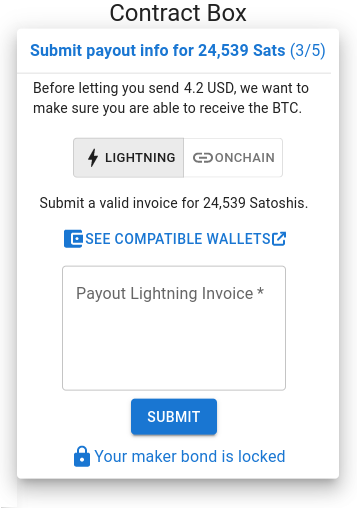 Contract Box
Submit payout info for 24,539 Sats (3/5)
Before letting you send 4.2 USD, we want to
make sure you are able to receive the BTC.
LIGHTNING
ONCHAIN
Submit a valid invoice for 24,539 Satoshis.
SEE COMPATIBLE WALLETS
Payout Lightning Invoice *
SUBMIT
Your maker bond is locked